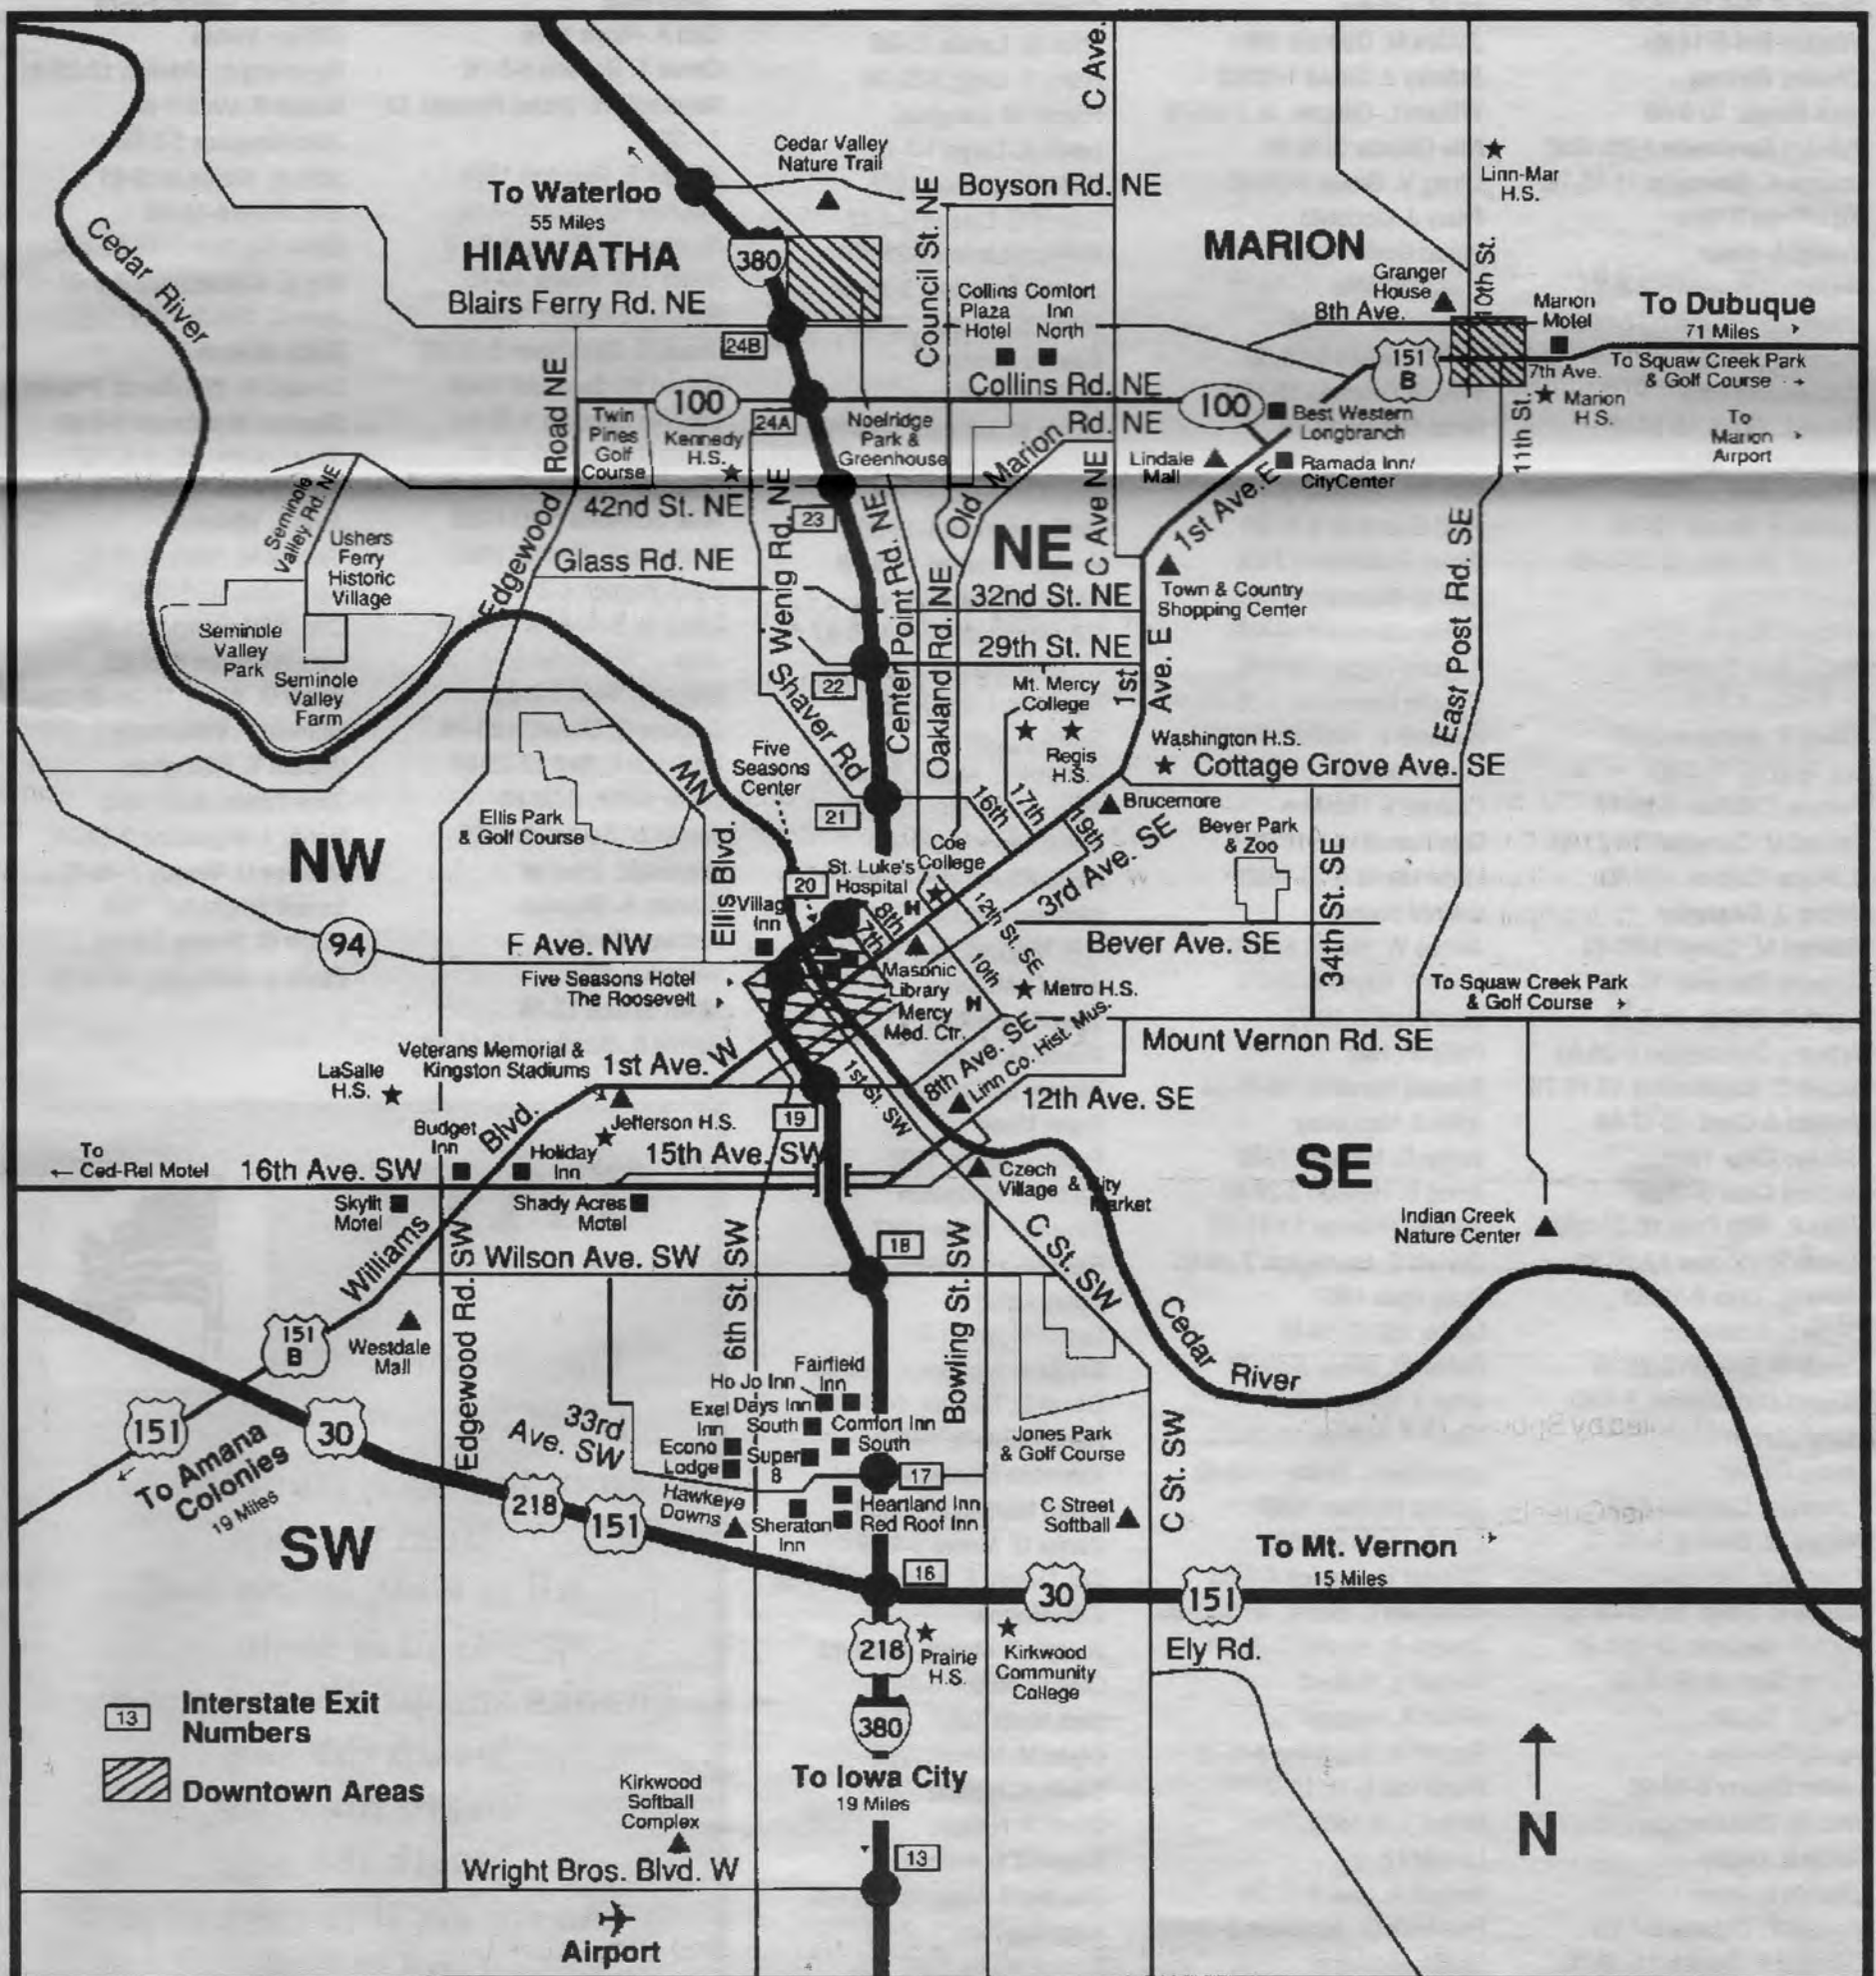 C Ave.
Cedar Valley
Nature Trail
Linn-Mar
H.S.
To Waterloo
55 Miles
Boyson Rd. NE
HIAWATHA
380
Council St. NE
MARION
Cedar River
Blairs Ferry Rd. NE
Granger
House
10th St.
Collins
Plaza
Hotel
Comfort
Inn
North
8th Ave.
Marion
Motel
To Dubuque
71 Miles
24B
151
B
7th Ave.
To Squaw Creek Park
& Golf Course
Collins Rd. NE
Road NE
100
24A
Twin
Pines
Golf
Course
Kennedy
H.S.
Noelridge
Park &
Greenhouse
Old Marion Rd. NE
100
Best Western
Longbranch
11th St.
Marion
H.S.
To
Marion
Airport
Lindale
Mall
Ramada Inn/
CityCenter
Seminole
Valley Rd. NE
Ushers
Ferry
Historic
Village
Edgewood
42nd St. NE
23
Wenig Rd. NE
Center Point Rd. NE
NE
C Ave NE
1st Ave. E
East Post Rd. SE
Glass Rd. NE
Town & Country
Shopping Center
32nd St. NE
Seminole
Valley
Park
Seminole
Valley
Farm
29th St. NE
22
Shaver Rd
Oakland Rd. NE
Mt. Mercy
College
Regis
H.S.
1st
Ave. E
Washington H.S.
Cottage Grove Ave. SE
Five
Seasons
Center
21
16th
17th
19th
Brucemore
3rd Ave. SE
Bever Park
& Zoo
34th St. SE
NW
Ellis Park
& Golf Course
NW
Ellis Blvd.
20
St. Luke's
Hospital
H
Coe
College
Village
Inn
8th
7th
12th St. SE
10th
Bever Ave. SE
94
F Ave. NW
Five Seasons Hotel
The Roosevelt
Masonic
Library
Mercy
Med. Ctr.
H
Metro H.S.
To Squaw Creek Park
& Golf Course
Mount Vernon Rd. SE
8th Ave. SE
Linn Co. Hist. Mus.
LaSalle
H.S.
Veterans Memorial &
Kingston Stadiums
1st Ave. W
19
1st St. SW
12th Ave. SE
Budget
Inn
Williams Blvd.
Jefferson H.S.
Holiday
Inn
15th Ave. SW
To
← Ced-Rel Motel
16th Ave. SW
Skylit
Motel
Shady Acres
Motel
Czech
Village & City
Market
SE
Indian Creek
Nature Center
Wilson Ave. SW
18
Edgewood Rd. SW
6th St. SW
Bowling St. SW
C St. SW
Cedar
River
151
B
Westdale
Mall
Fairfield
Inn
Ho Jo Inn
Exel
Inn
Days Inn
South
Comfort Inn
South
Econo
Lodge
Super
8
33rd
Ave. SW
Jones Park
& Golf Course
C St. SW
151
To Amana
Colonies
19 Miles
30
218
151
17
Hawkeye
Downs
Sheraton
Inn
Heartland Inn
Red Roof Inn
C Street
Softball
SW
16
30
151
To Mt. Vernon
15 Miles
218
Prairie
H.S.
Kirkwood
Community
College
Ely Rd.
380
13
Interstate Exit
Numbers
Downtown Areas
To Iowa City
19 Miles
Kirkwood
Softball
Complex
N
13
Wright Bros. Blvd. W
Airport